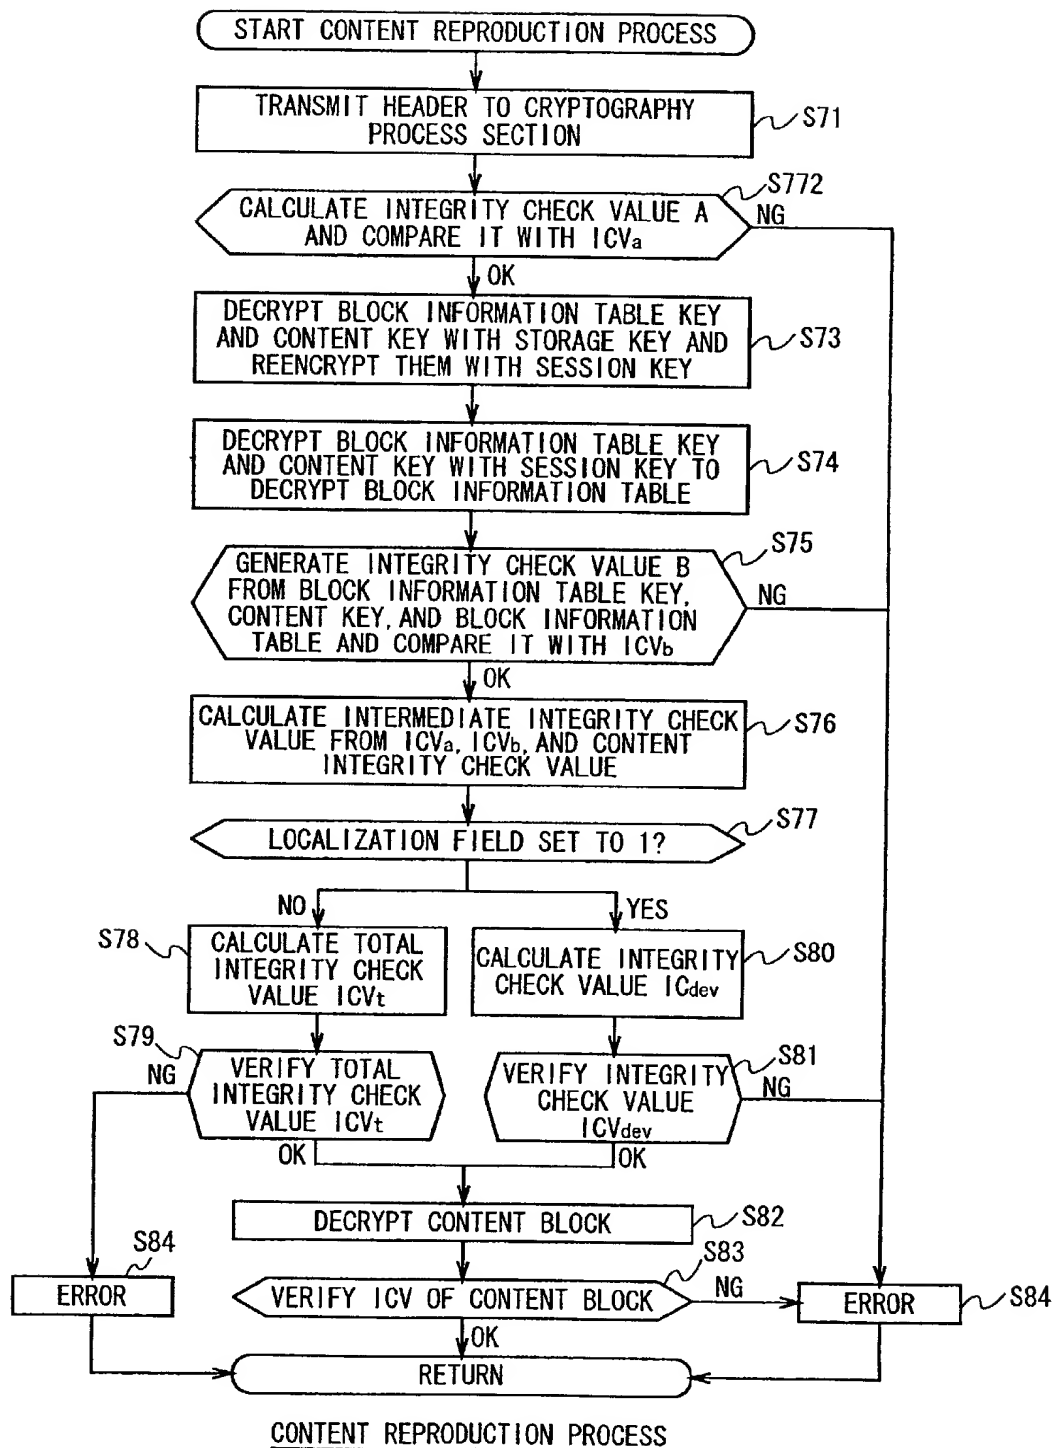 START CONTENT REPRODUCTION PROCESS
TRANSMIT HEADER TO CRYPTOGRAPHY
PROCESS SECTION
S71
CALCULATE INTEGRITY CHECK VALUE A
AND COMPARE IT WITH ICVa
S772
NG
OK
DECRYPT BLOCK INFORMATION TABLE KEY
AND CONTENT KEY WITH STORAGE KEY AND
REENCRYPT THEM WITH SESSION KEY
S73
DECRYPT BLOCK INFORMATION TABLE KEY
AND CONTENT KEY WITH SESSION KEY TO
DECRYPT BLOCK INFORMATION TABLE
S74
GENERATE INTEGRITY CHECK VALUE B
FROM BLOCK INFORMATION TABLE KEY,
CONTENT KEY, AND BLOCK INFORMATION
TABLE AND COMPARE IT WITH ICVb
S75
NG
OK
CALCULATE INTERMEDIATE INTEGRITY CHECK
VALUE FROM ICVa, ICVb, AND CONTENT
INTEGRITY CHECK VALUE
S76
LOCALIZATION FIELD SET TO 1?
S77
NO
YES
S78
CALCULATE TOTAL
INTEGRITY CHECK
VALUE ICVt
CALCULATE INTEGRITY
CHECK VALUE ICdev
S80
S79
NG
VERIFY TOTAL
INTEGRITY CHECK
VALUE ICVt
OK
VERIFY INTEGRITY
CHECK VALUE
ICVdev
S81
NG
OK
DECRYPT CONTENT BLOCK
S82
S84
ERROR
VERIFY ICV OF CONTENT BLOCK
S83
NG
ERROR
S84
OK
RETURN
CONTENT REPRODUCTION PROCESS